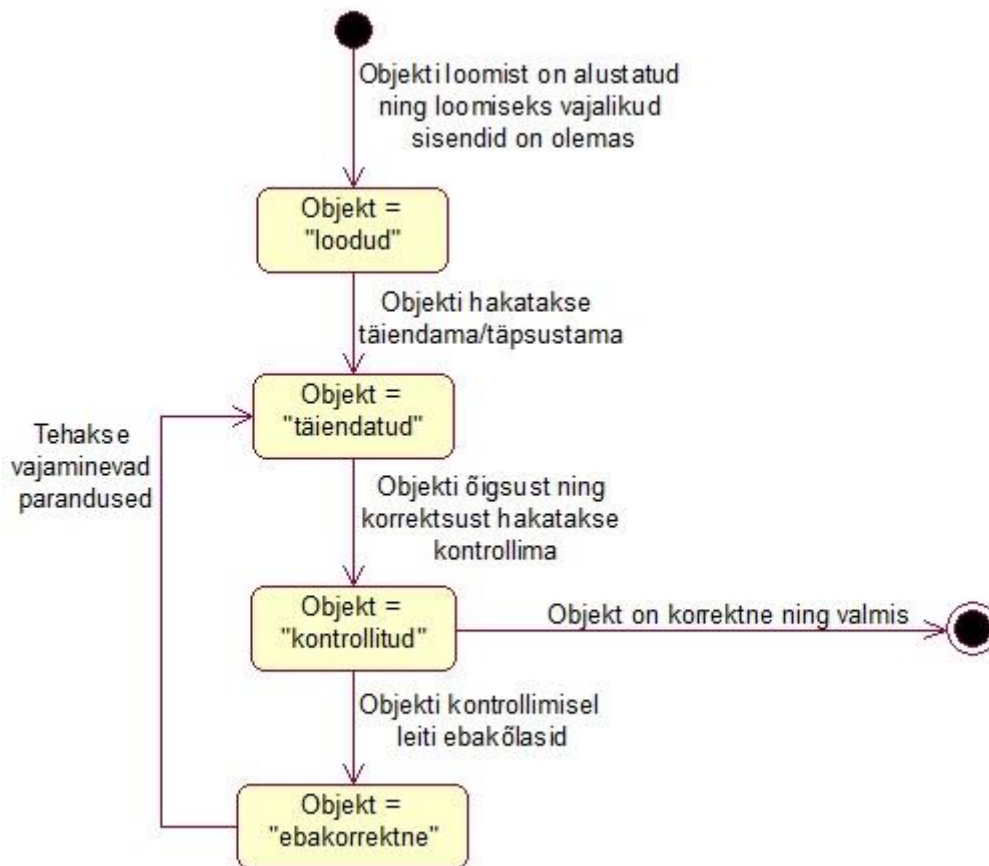 Objekti loomist on alustatud
ning loomiseks vajalikud
sisendid on olemas
Objekt =
"loodud"
Objekti hakatakse
täiendama/täpsustama
Objekt =
"täiendatud"
Tehakse
vajaminevad
parandused
Objekti õigsust ning
korrektsust hakatakse
kontrollima
Objekt =
"kontrollitud"
Objekt on korrektne ning valmis
Objekti kontrollimisel
leiti ebakõlasid
Objekt =
"ebakorrektne"